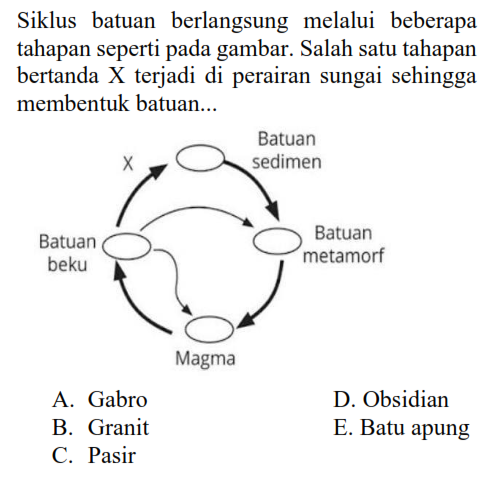 Siklus batuan berlangsung melalui beberapa
tahapan seperti pada gambar. Salah satu tahapan
bertanda X terjadi di perairan sungai sehingga
membentuk batuan...
Batuan
sedimen
X
Batuan
beku
Batuan
metamorf
Magma
A. Gabro
B. Granit
C. Pasir
D. Obsidian
E. Batu apung